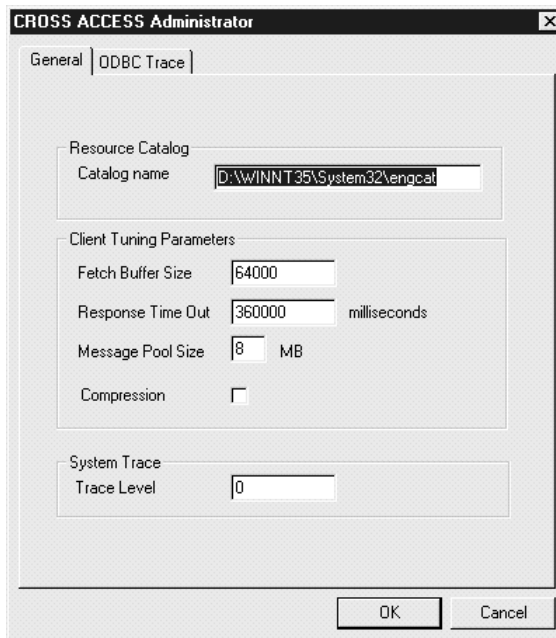 CROSS ACCESS Administrator
General ODBC Trace
Resource Catalog
Catalog name D:\WINNT35\System32\engcat
Client Tuning Parameters
Fetch Buffer Size 64000
Response Time Out 360000 milliseconds
Message Pool Size 8 MB
Compression
System Trace
Trace Level 0
OK Cancel